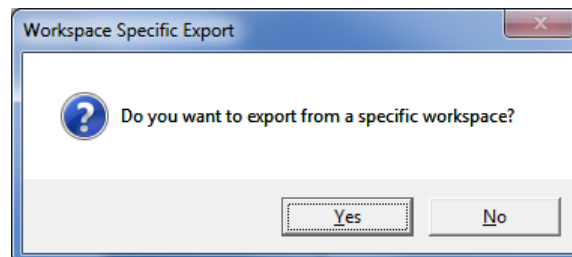 Workspace Specific Export
Do you want to export from a specific workspace?
Yes
No